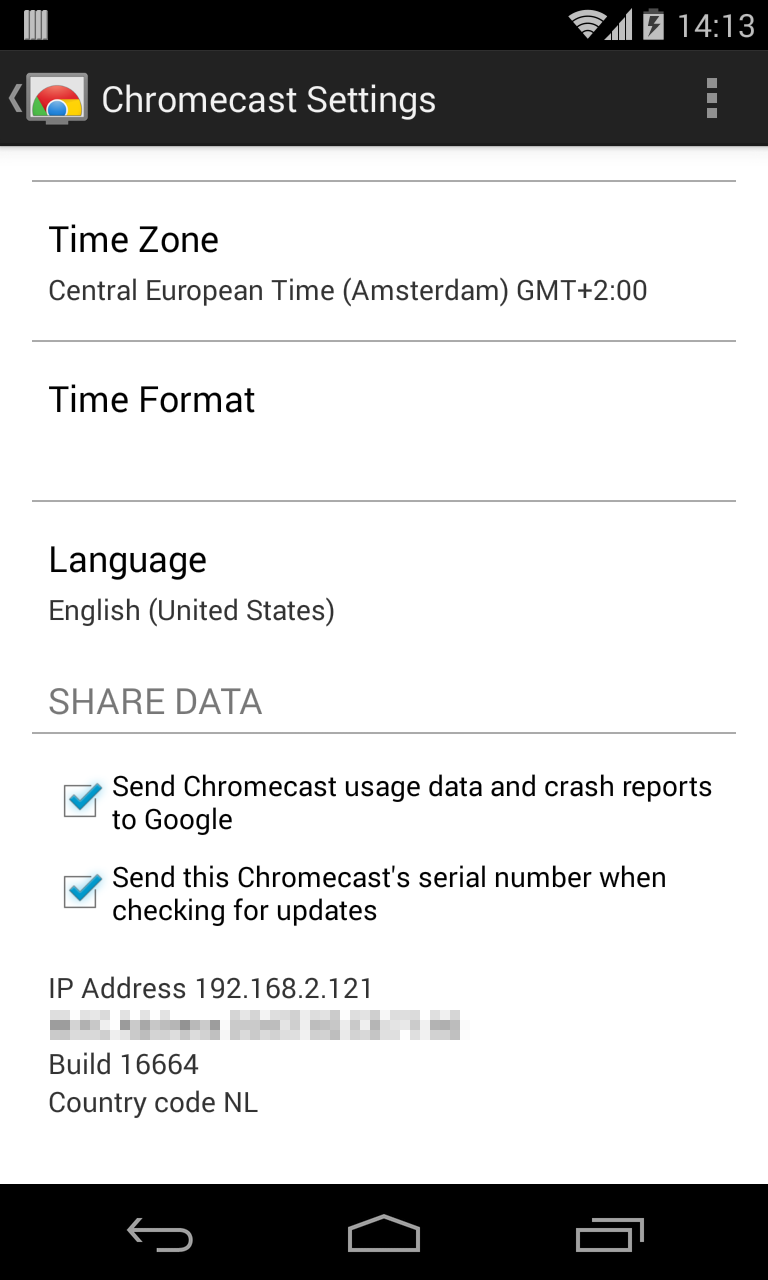 14:13
Chromecast Settings
Time Zone
Central European Time (Amsterdam) GMT+2:00
Time Format
Language
English (United States)
SHARE DATA
Send Chromecast usage data and crash reports
to Google
Send this Chromecast's serial number when
checking for updates
IP Address 192.168.2.121
Build 16664
Country code NL